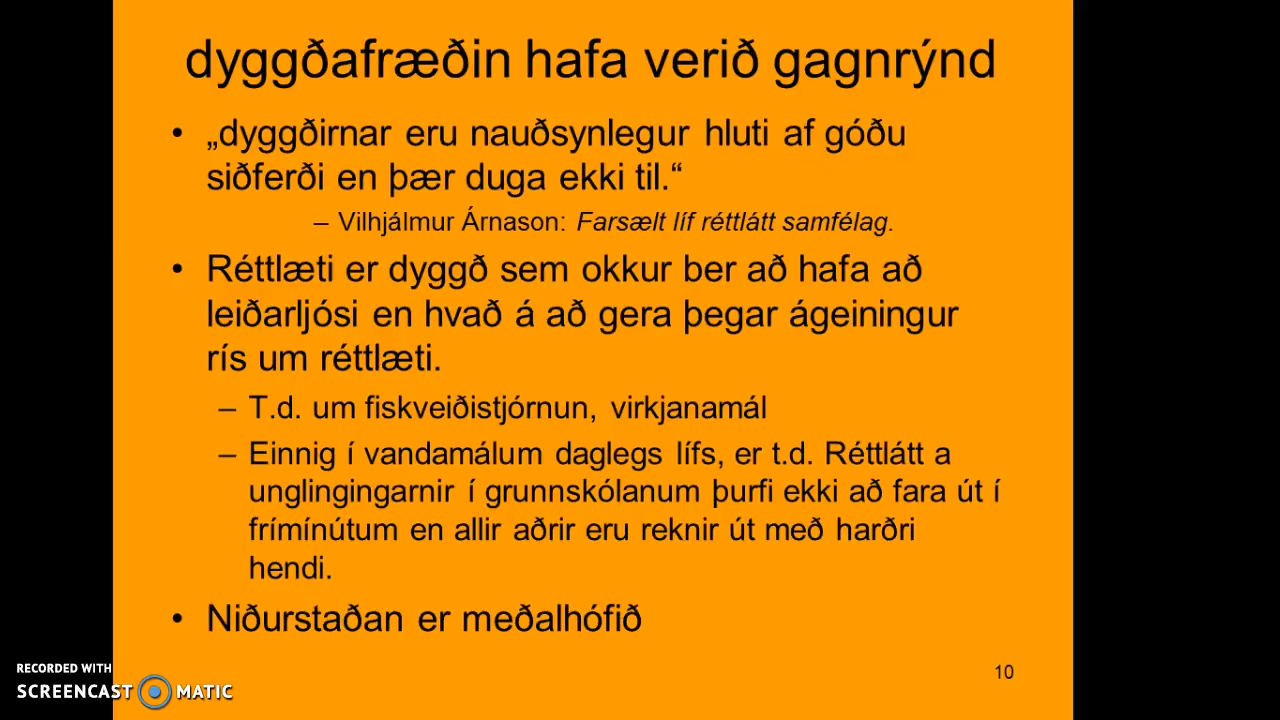 dyggðafræðin hafa verið gagnrýnd
• „dyggðirnar eru nauðsynlegur hluti af góðu
siðferði en þær duga ekki til.“
– Vilhjálmur Árnason: Farsælt líf réttlátt samfélag.
• Réttlæti er dyggð sem okkur ber að hafa að
leiðarljósi en hvað á að gera þegar ágeiningur
rís um réttlæti.
– T.d. um fiskveiðistjórnun, virkjanamál
– Einnig í vandamálum daglegs lífs, er t.d. Réttlátt a
unglingingarnir í grunnskólanum þurfi ekki að fara út í
frímínútum en allir aðrir eru reknir út með harðri
hendi.
• Niðurstaðan er meðalhófið
10
RECORDED WITH
SCREENCAST MATIC